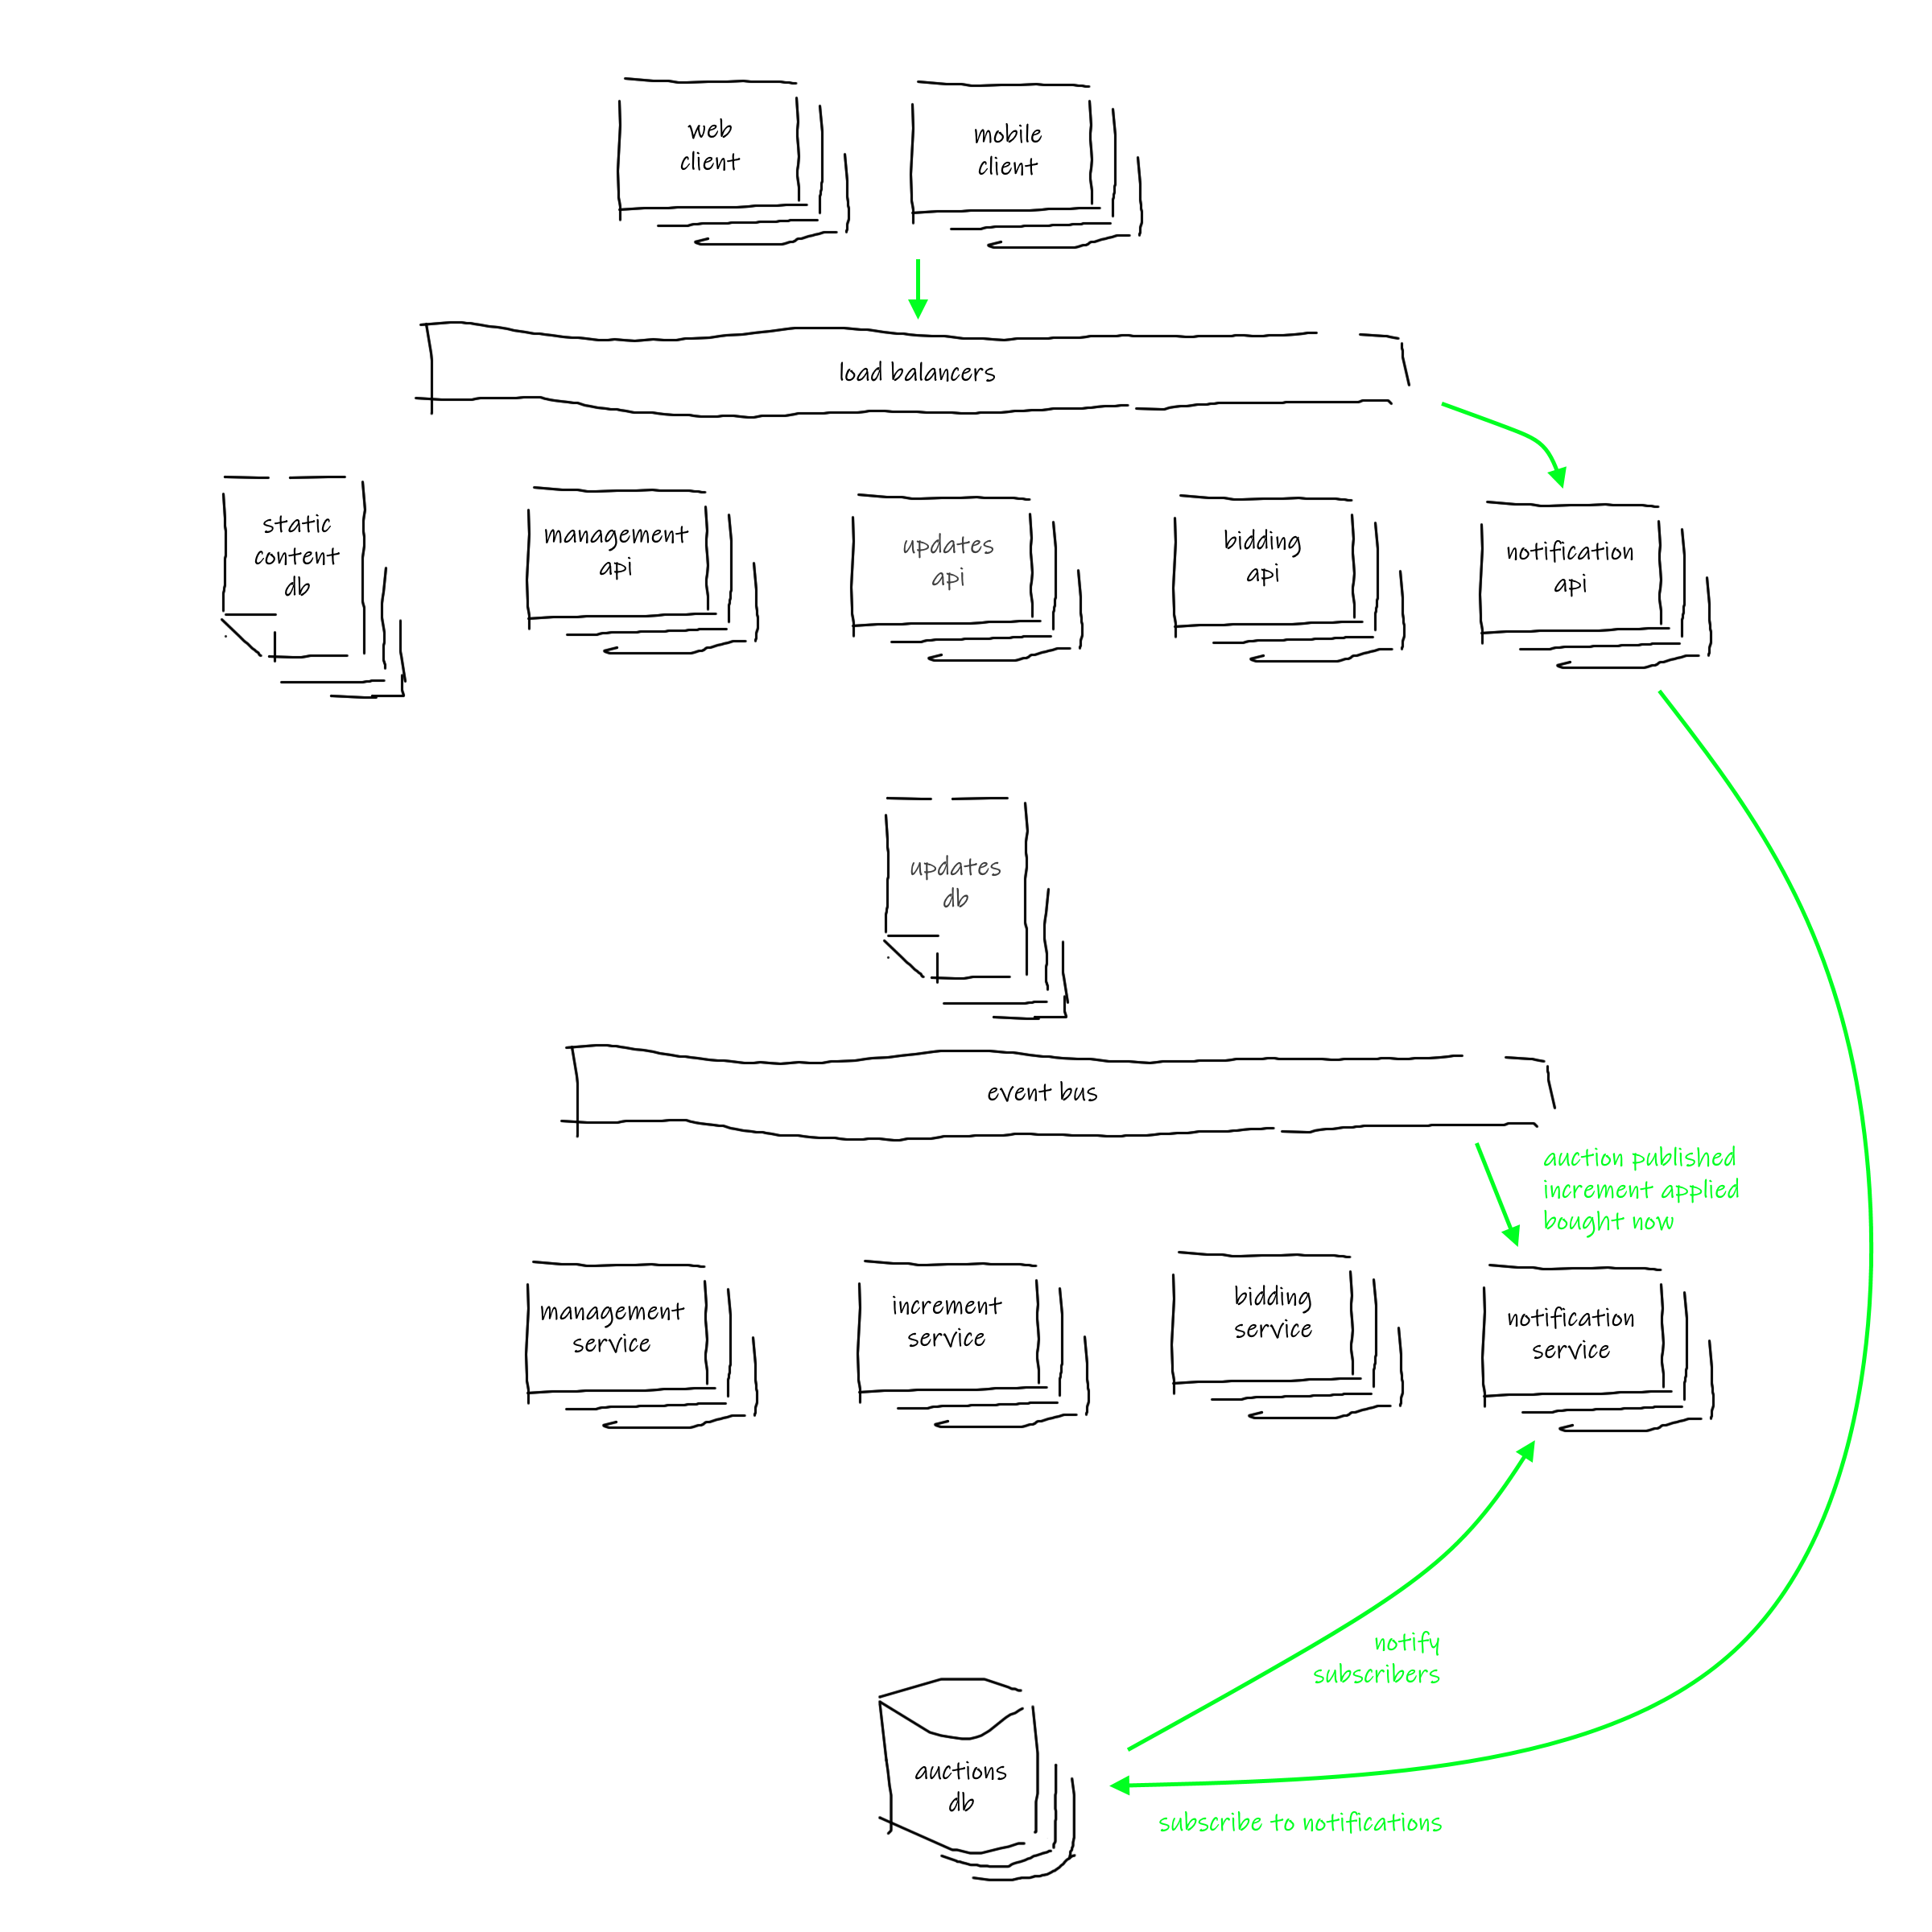 web
client
mobile
client
load balancers
static
content
db
management
api
updates
api
bidding
api
notification
api
updates
db
event bus
auction published
increment applied
bought now
management
service
increment
service
bidding
service
notification
service
notify
subscribers
auctions
db
subscribe to notifications